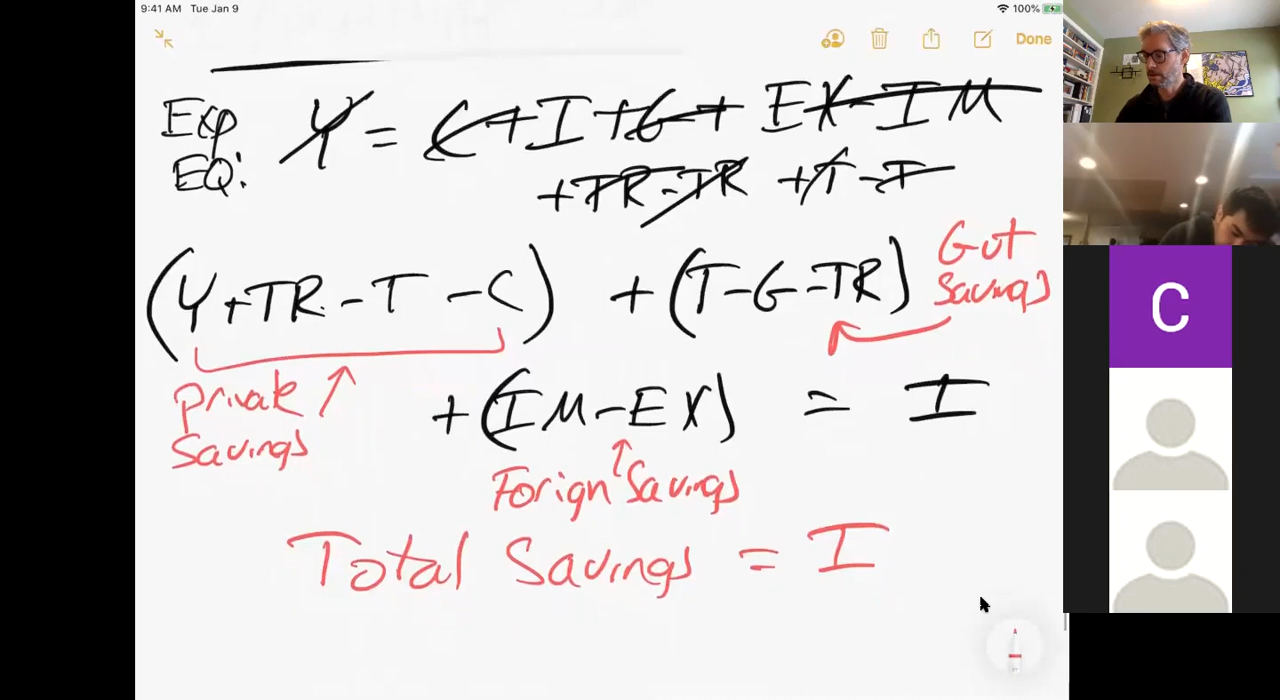 9:41 AM Tue Jan 9
100%
Done
Exp EQ: Y = C + I + G + EX - IM
+ TR - TR + T - T
(Y + TR - T - C) + (T - G - TR)
Govt Savings
Private Savings
+ (IM - EX) = I
Forign Savings
Total Savings = I
C